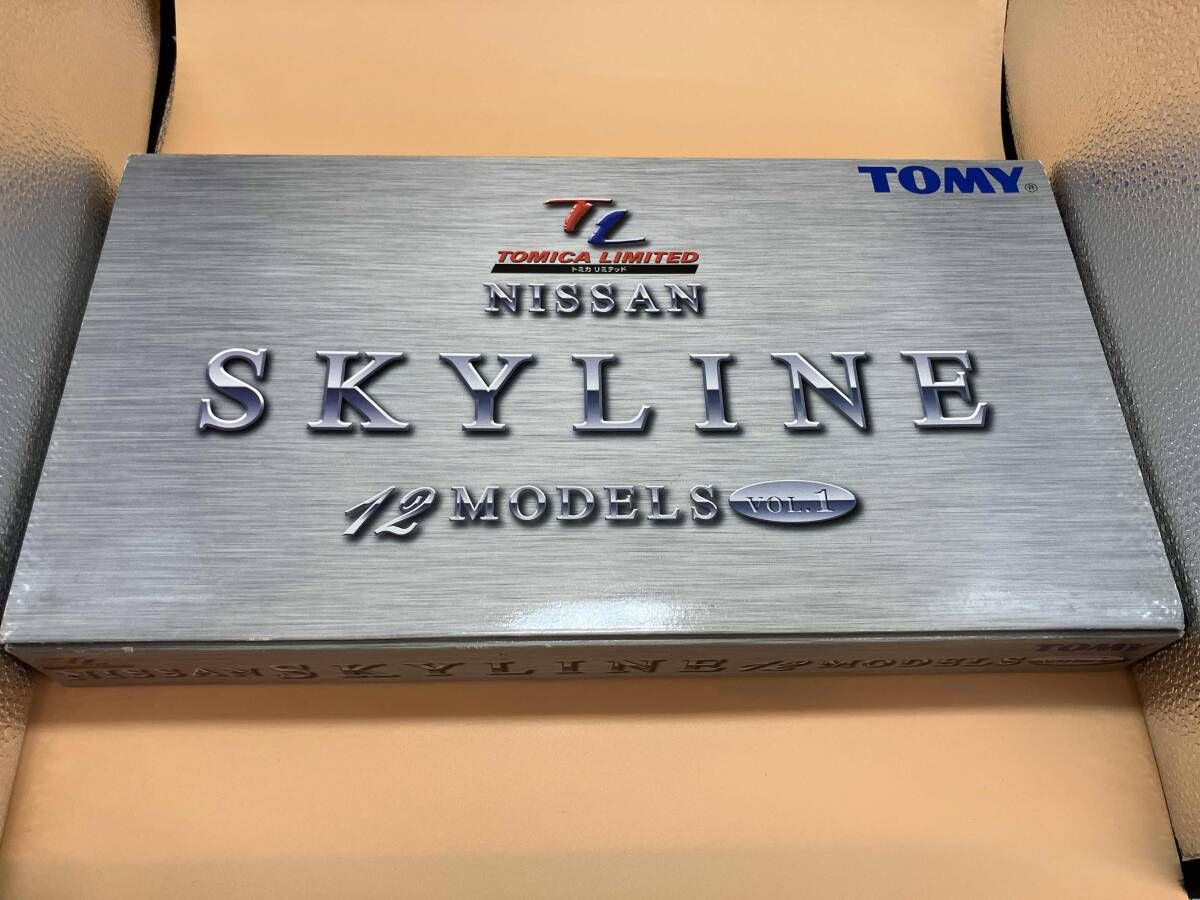 TOMY®
TL
TOMICA LIMITED
トミカ リミテッド
NISSAN
SKYLINE
12 MODELS VOL.1
NISSAN SKYLINE 12 MODELS
TOMY